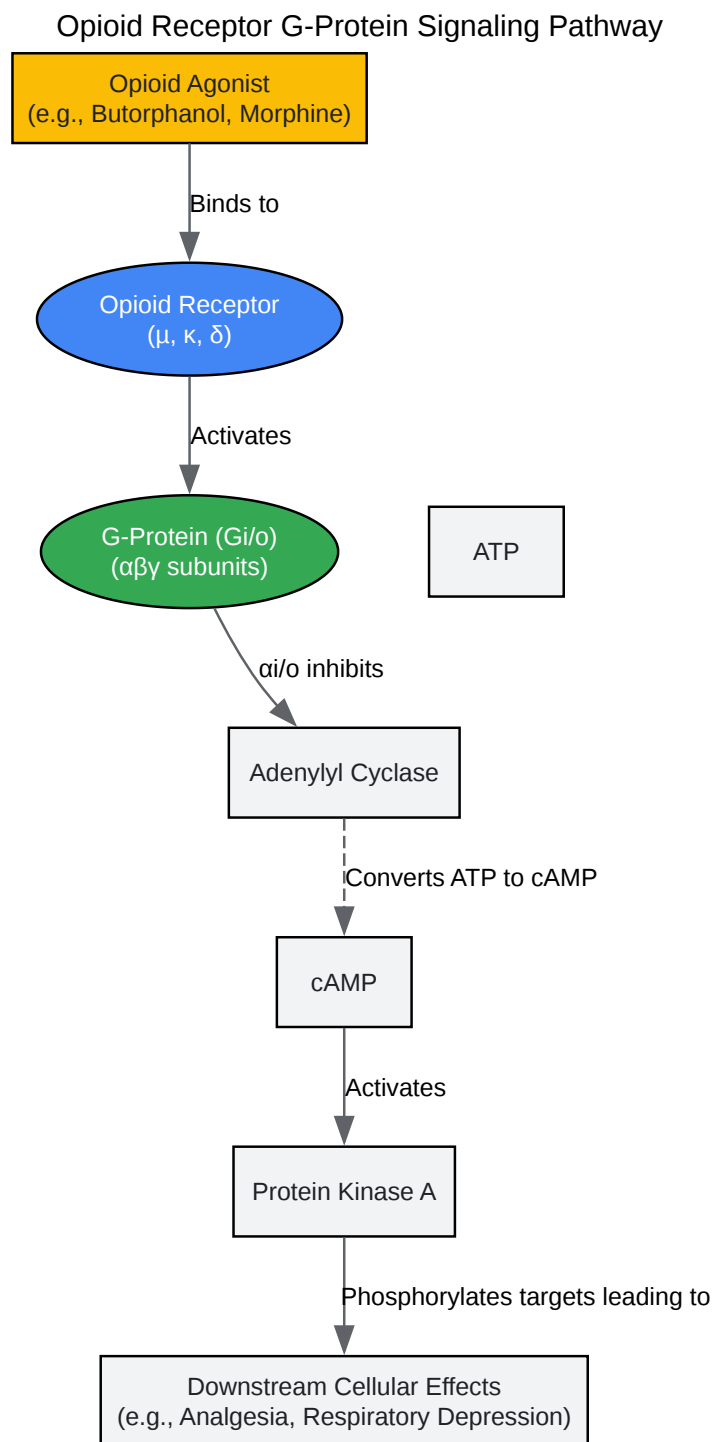 Opioid Receptor G-Protein Signaling Pathway
Opioid Agonist
(e.g., Butorphanol, Morphine)
Binds to
Opioid Receptor
(μ, κ, δ)
Activates
G-Protein (Gi/o)
(αβγ subunits)
ATP
αi/o inhibits
Adenylyl Cyclase
Converts ATP to cAMP
cAMP
Activates
Protein Kinase A
Phosphorylates targets leading to
Downstream Cellular Effects
(e.g., Analgesia, Respiratory Depression)